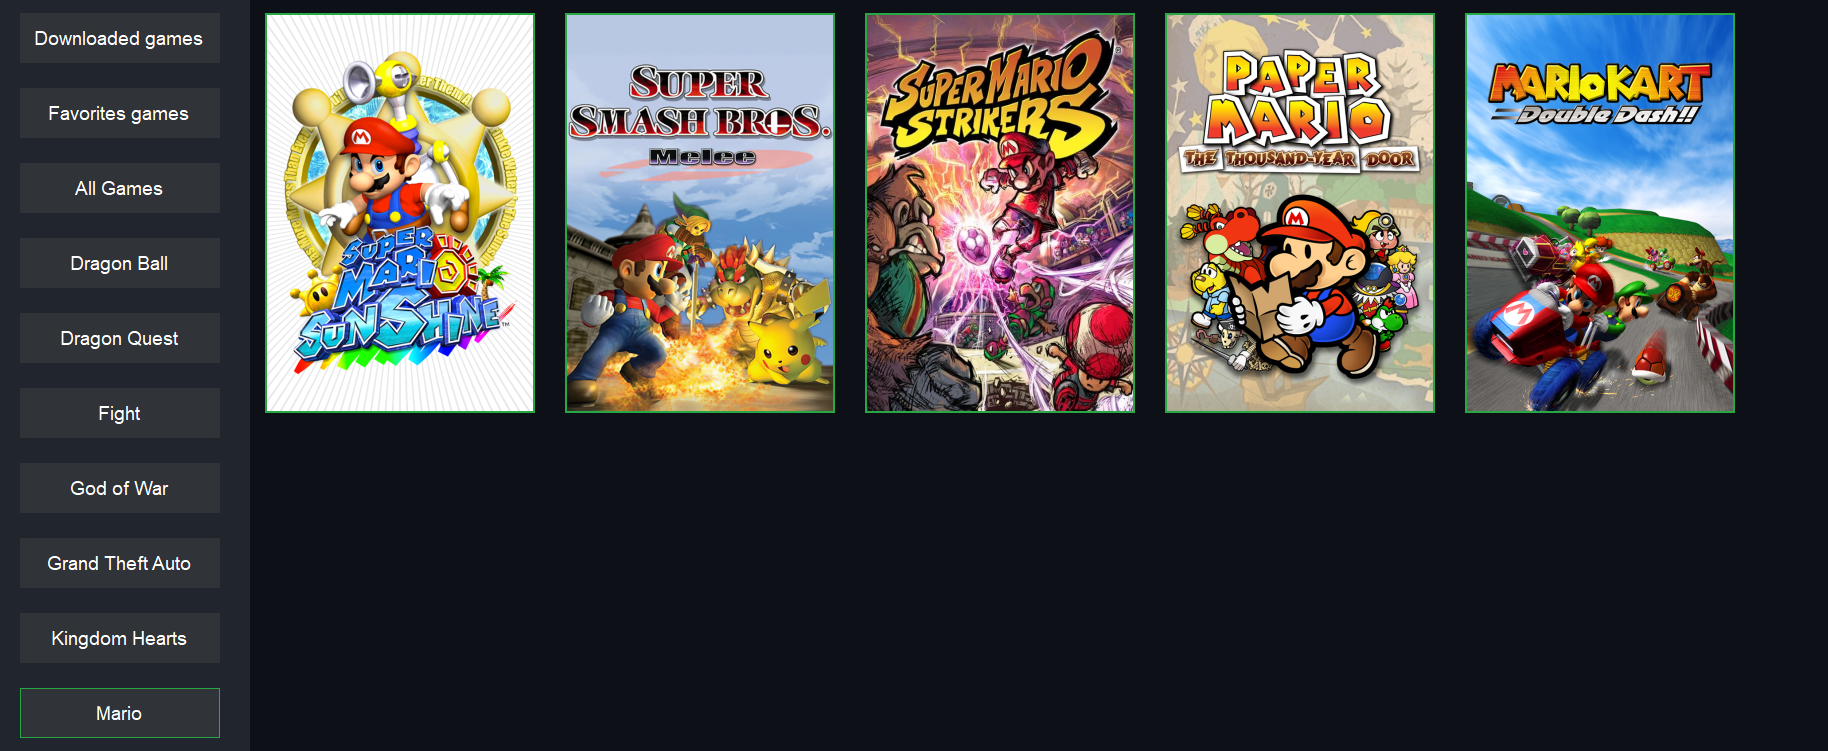 Downloaded games
Favorites games
All Games
Dragon Ball
Dragon Quest
Fight
God of War
Grand Theft Auto
Kingdom Hearts
Mario
SUPER
MARIO
SUNSHINE
TM
SUPER
SMASH BROS.
Melee
SUPER MARIO
STRIKERS
PAPER
MARIO
THE THOUSAND-YEAR DOOR
MARIOKART
Double Dash!!